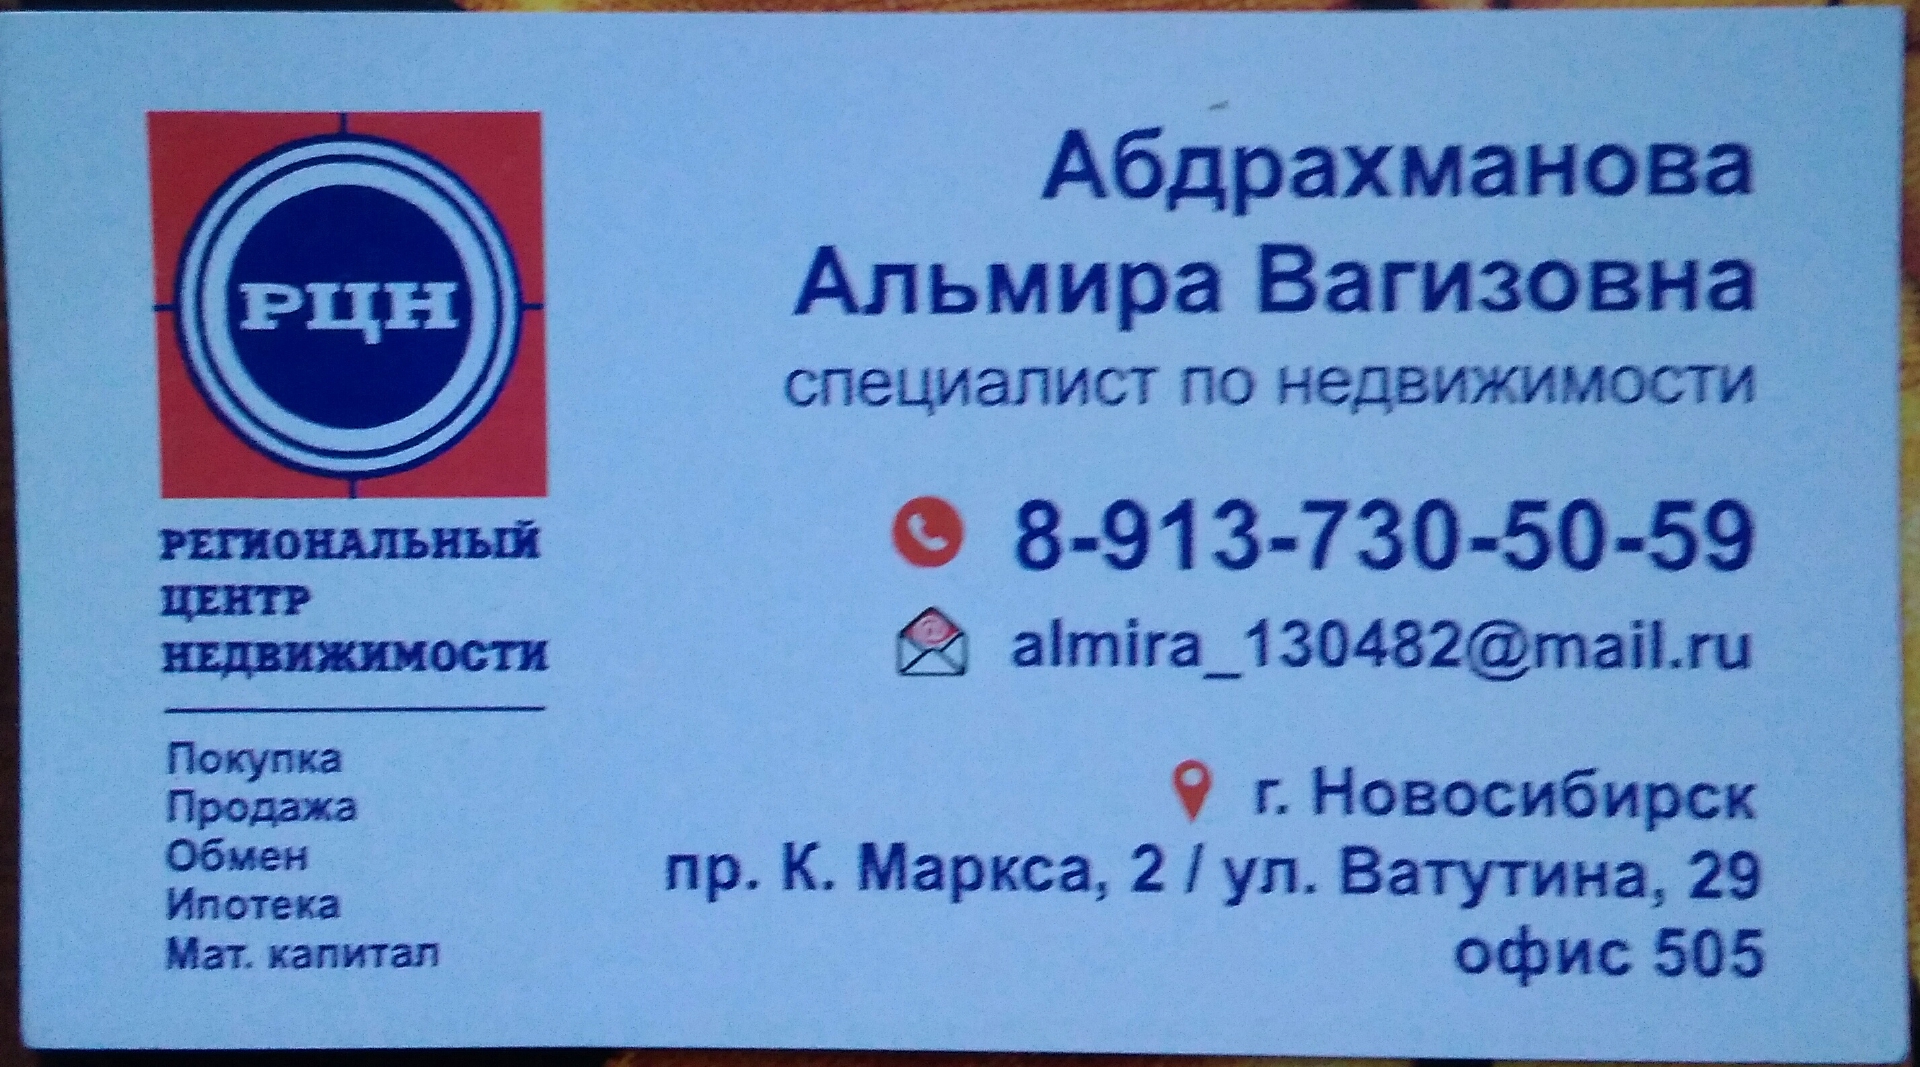 РЦН
РЕГИОНАЛЬНЫЙ
ЦЕНТР
НЕДВИЖИМОСТИ
Покупка
Продажа
Обмен
Ипотека
Мат. капитал
Абдрахманова
Альмира Вагизовна
специалист по недвижимости
8-913-730-50-59
almira_130482@mail.ru
г. Новосибирск
пр. К. Маркса, 2 / ул. Ватутина, 29
офис 505